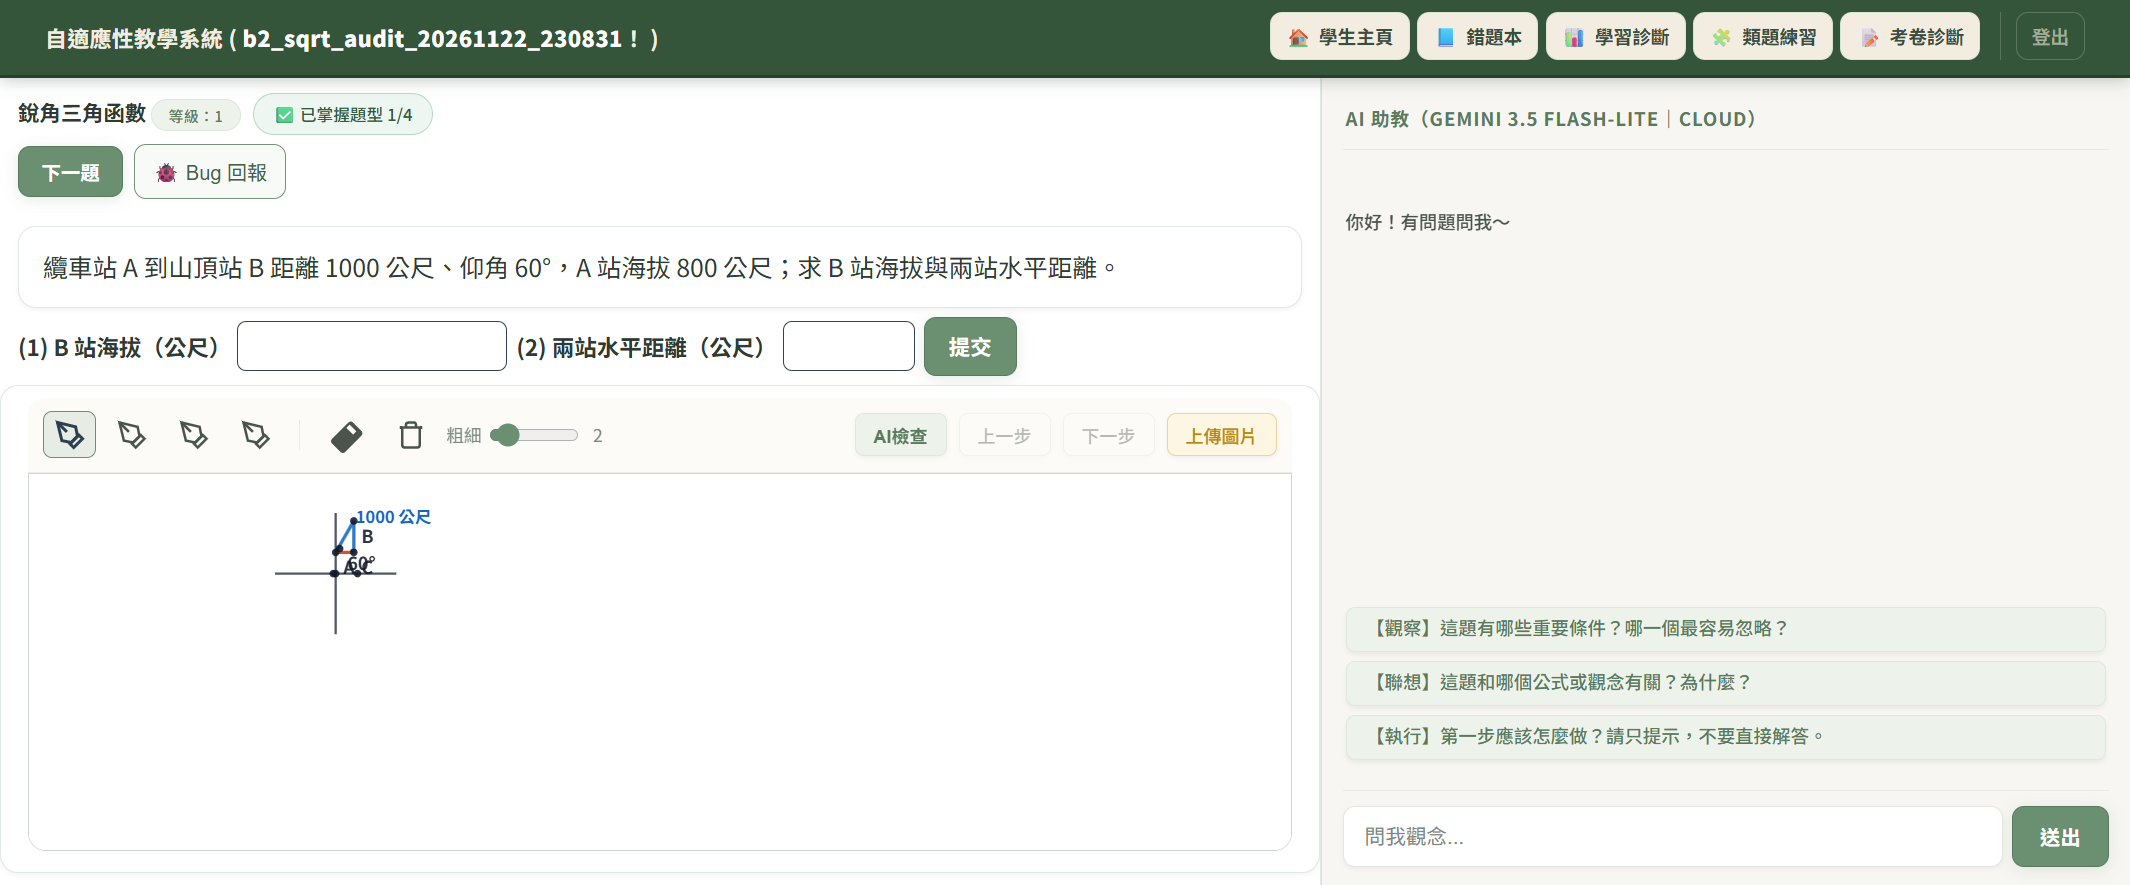 自適應性教學系統 ( b2_sqrt_audit_20261122_230831！ )
學生主頁
錯題本
學習診斷
類題練習
考卷診斷
登出
銳角三角函數
等級：1
已掌握題型 1/4
下一題
Bug 回報
纜車站 A 到山頂站 B 距離 1000 公尺、仰角 60°，A 站海拔 800 公尺；求 B 站海拔與兩站水平距離。
(1) B 站海拔（公尺）
(2) 兩站水平距離（公尺）
提交
粗細
2
AI檢查
上一步
下一步
上傳圖片
1000 公尺
B
60°
A
C
AI 助教（GEMINI 3.5 FLASH-LITE｜CLOUD）
你好！有問題問我～
【觀察】這題有哪些重要條件？哪一個最容易忽略？
【聯想】這題和哪個公式或觀念有關？為什麼？
【執行】第一步應該怎麼做？請只提示，不要直接解答。
問我觀念...
送出